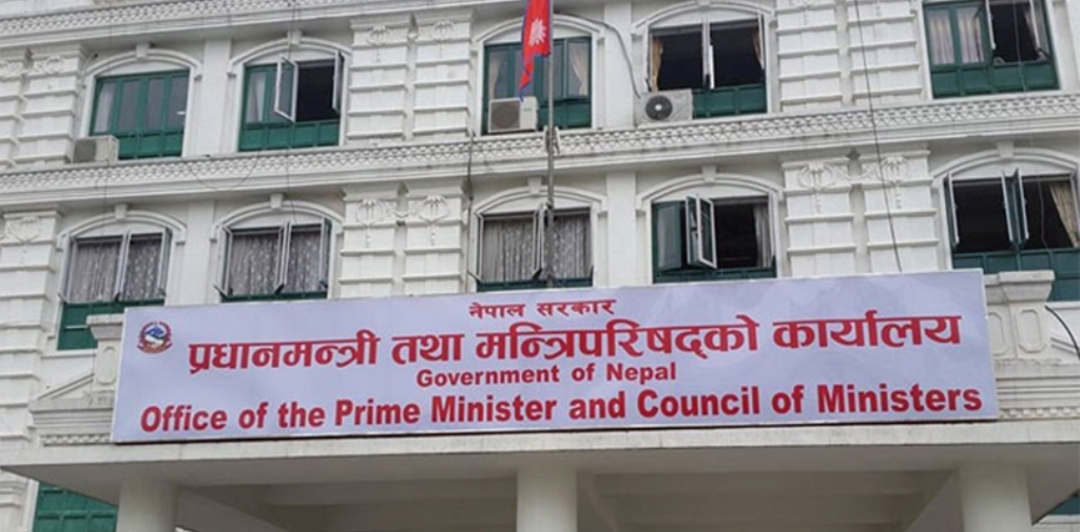 नेपाल सरकार
प्रधानमन्त्री तथा मन्त्रिपरिषद्को कार्यालय
Government of Nepal
Office of the Prime Minister and Council of Ministers